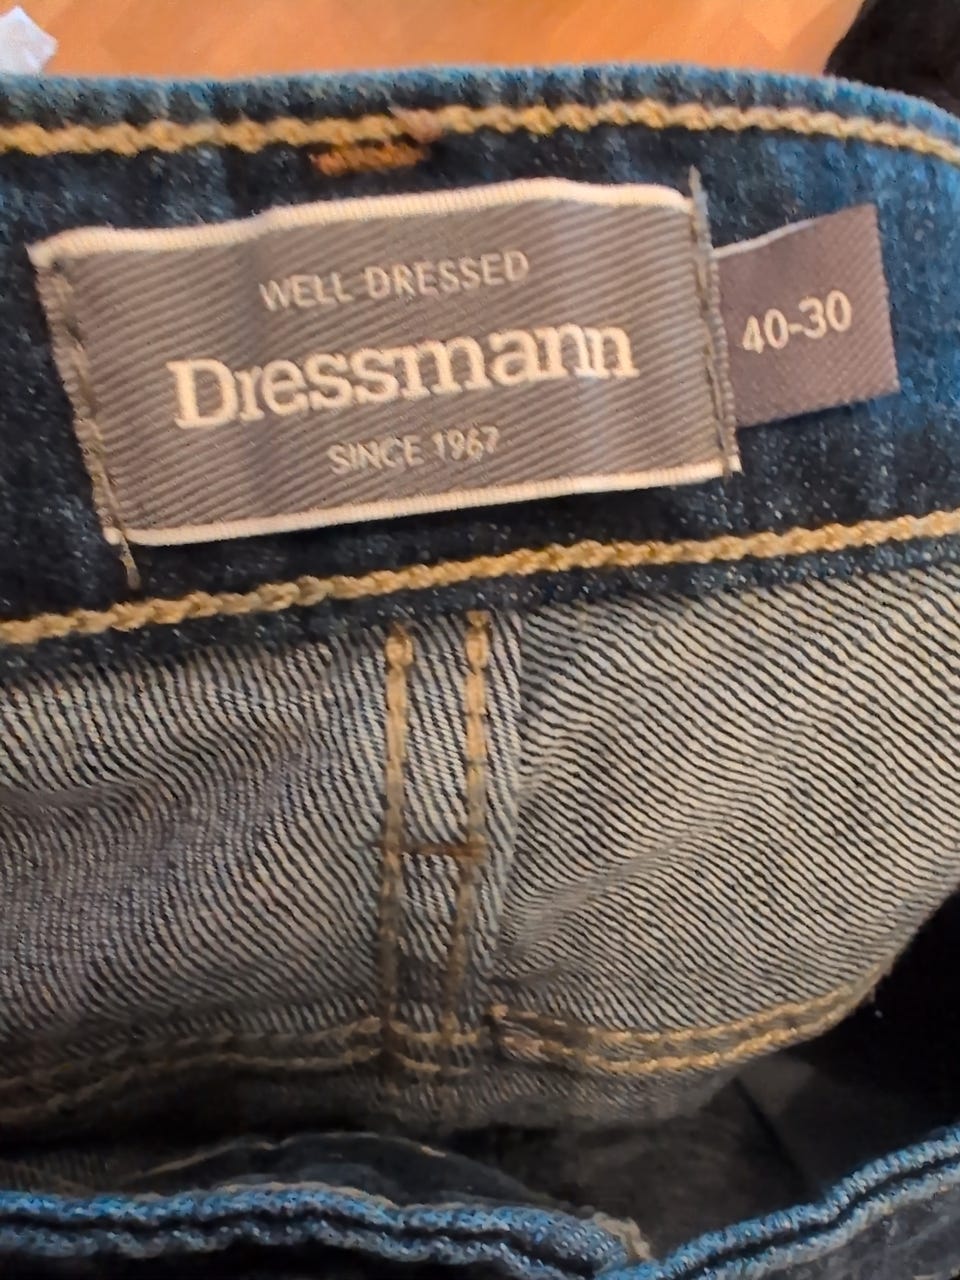 WELL DRESSED
Dressmann
SINCE 1967
40-30